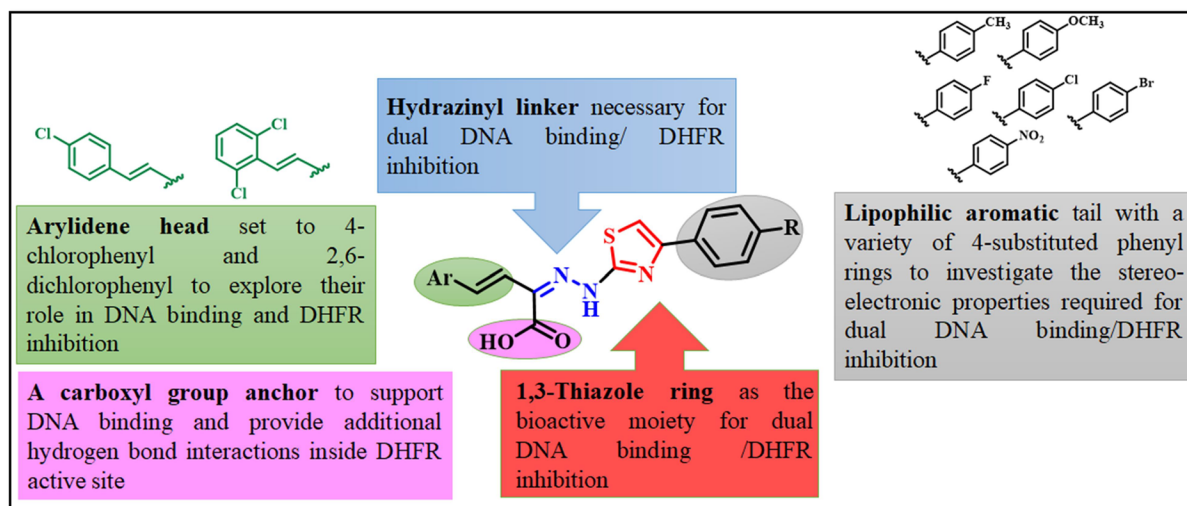 CH3
OCH3
F
Cl
Br
NO2
Hydrazinyl linker necessary for
dual DNA binding/ DHFR
inhibition
Cl
Cl
Cl
Arylidene head set to 4-
chlorophenyl and 2,6-
dichlorophenyl to explore their
role in DNA binding and DHFR
inhibition
Lipophilic aromatic tail with a
variety of 4-substituted phenyl
rings to investigate the stereo-
electronic properties required for
dual DNA binding/DHFR
inhibition
S
R
Ar
N
N
N
H
N
HO
O
A carboxyl group anchor to support
DNA binding and provide additional
hydrogen bond interactions inside DHFR
active site
1,3-Thiazole ring as the
bioactive moiety for dual
DNA binding /DHFR
inhibition